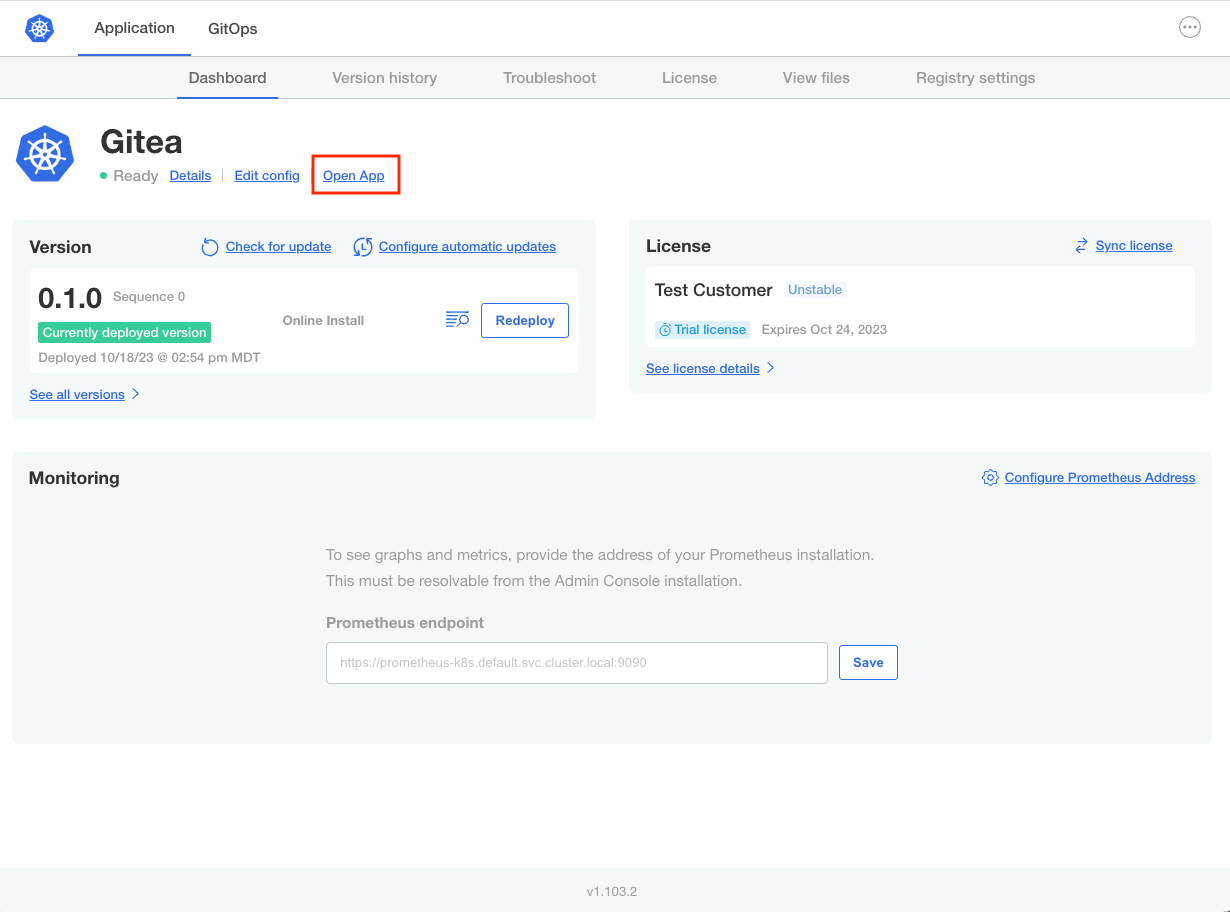 Application GitOps
Dashboard Version history Troubleshoot License View files Registry settings
Gitea
Ready Details Edit config Open App
Version Check for update Configure automatic updates
0.1.0 Sequence 0
Currently deployed version
Deployed 10/18/23 @ 02:54 pm MDT
Online Install
Redeploy
See all versions
License Sync license
Test Customer Unstable
Trial license Expires Oct 24, 2023
See license details
Monitoring Configure Prometheus Address
To see graphs and metrics, provide the address of your Prometheus installation.
This must be resolvable from the Admin Console installation.
Prometheus endpoint
https://prometheus-k8s.default.svc.cluster.local:9090 Save
v1.103.2